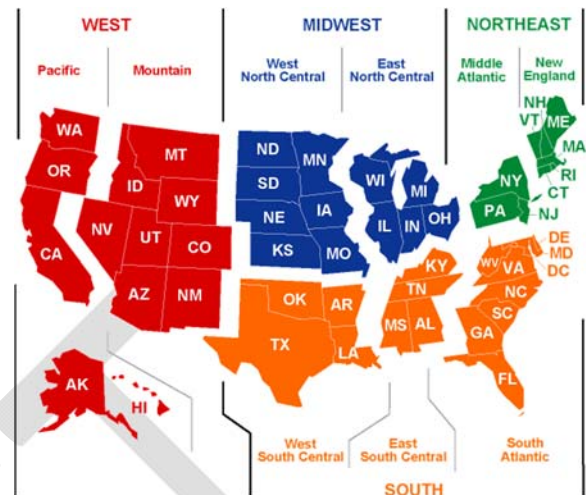 WEST MIDWEST NORTHEAST
Pacific Mountain West North Central East North Central Middle Atlantic New England
WA
OR
CA
MT
ID
WY
NV
UT
CO
AZ
NM
AK
HI
ND
MN
SD
NE
IA
KS
MO
WI
MI
IL
IN
OH
NH
VT
ME
MA
RI
CT
NY
PA
NJ
DE
MD
DC
WV
VA
KY
TN
NC
SC
OK
AR
TX
LA
MS
AL
GA
FL
West South Central East South Central South Atlantic
SOUTH